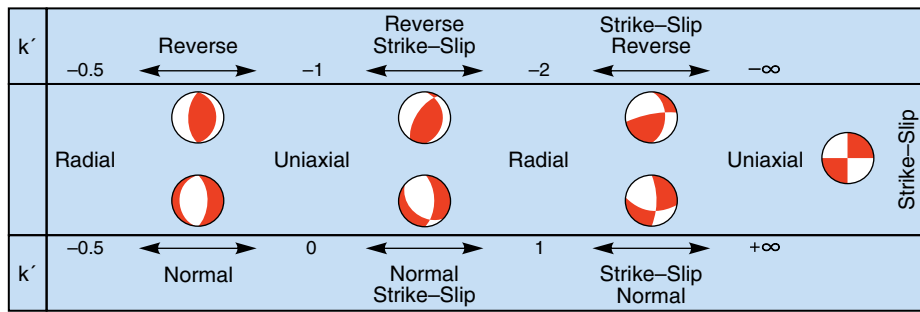 k´
Reverse
Reverse
Strike–Slip
Strike–Slip
Reverse
–0.5
–1
–2
–∞
Radial
Uniaxial
Radial
Uniaxial
Strike–Slip
k´
–0.5
0
1
+∞
Normal
Normal
Strike–Slip
Strike–Slip
Normal